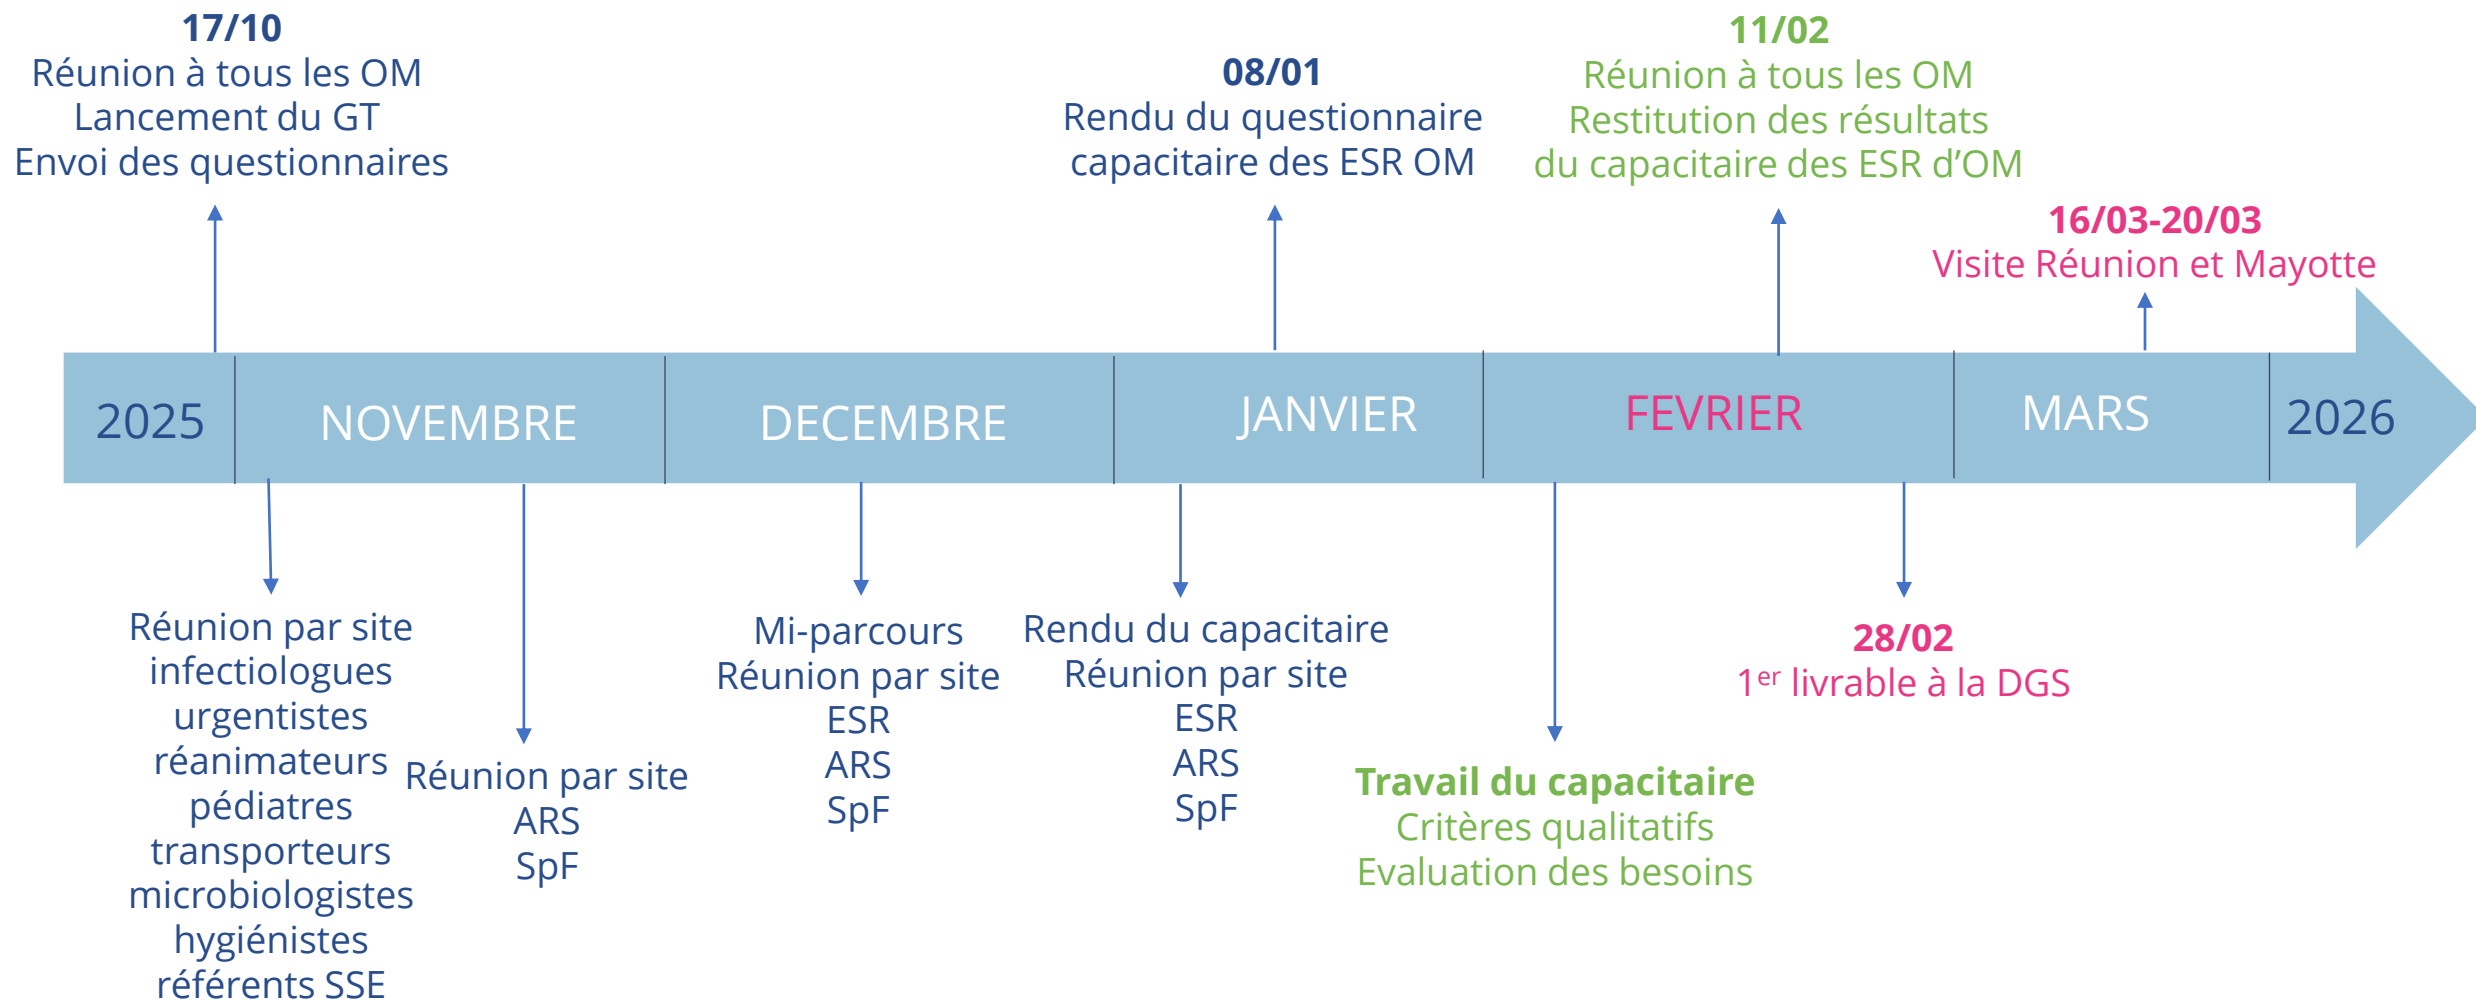 17/10
Réunion à tous les OM
Lancement du GT
Envoi des questionnaires
08/01
Rendu du questionnaire
capacitaire des ESR OM
11/02
Réunion à tous les OM
Restitution des résultats
du capacitaire des ESR d’OM
16/03-20/03
Visite Réunion et Mayotte
2025
NOVEMBRE
DECEMBRE
JANVIER
FEVRIER
MARS
2026
Réunion par site
infectiologues
urgentistes
réanimateurs
pédiatres
transporteurs
microbiologistes
hygiénistes
référents SSE
Réunion par site
ARS
SpF
Mi-parcours
Réunion par site
ESR
ARS
SpF
Rendu du capacitaire
Réunion par site
ESR
ARS
SpF
Travail du capacitaire
Critères qualitatifs
Evaluation des besoins
28/02
1er livrable à la DGS